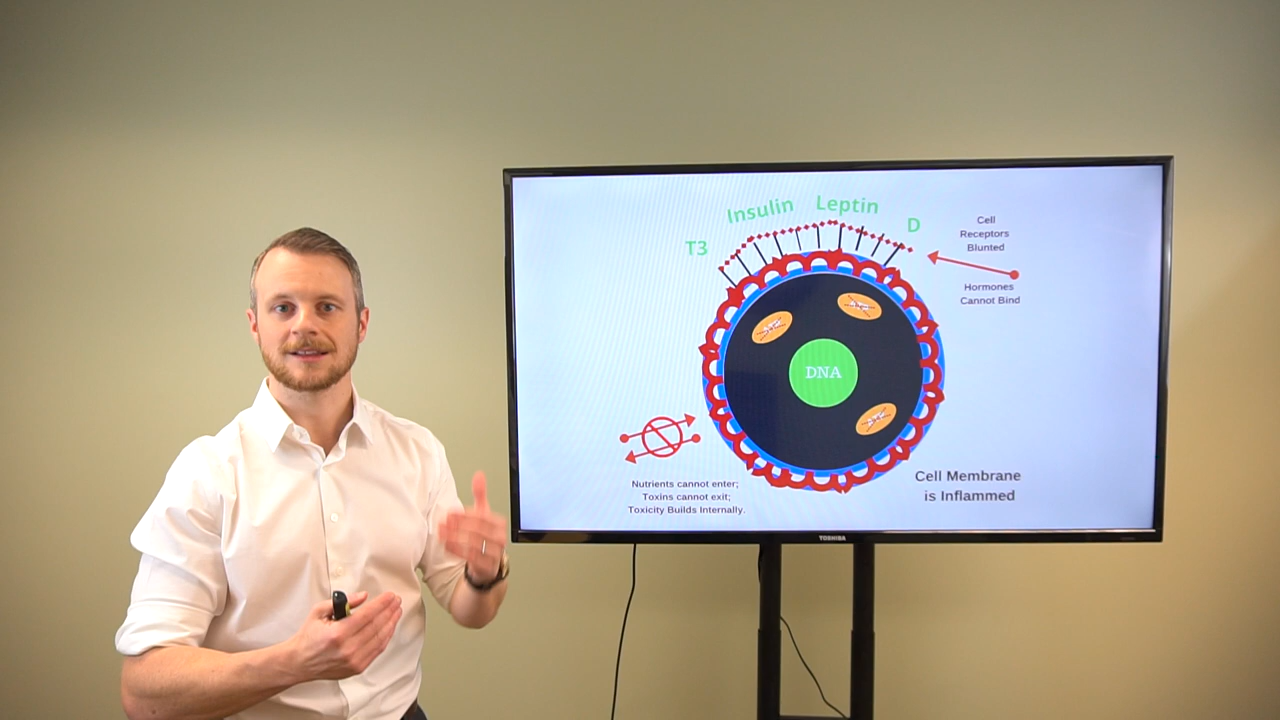 Insulin Leptin
T3
D
Cell
Receptors
Blunted
Hormones
Cannot Bind
DNA
Nutrients cannot enter;
Toxins cannot exit;
Toxicity Builds Internally.
Cell Membrane
is Inflammed
TOSHIBA